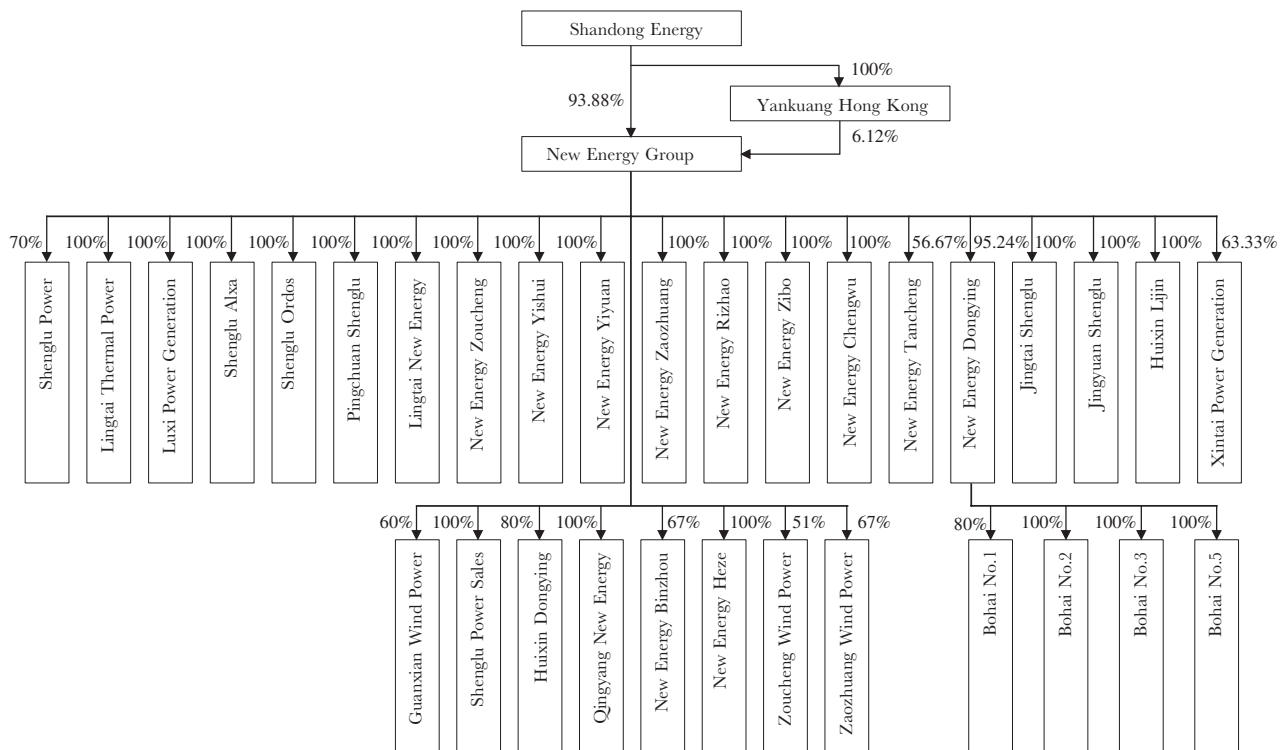 Shandong Energy
100%
93.88%
Yankuang Hong Kong
6.12%
New Energy Group
70%
100%
100%
100%
100%
100%
100%
100%
100%
100%
100%
100%
100%
100%
56.67%
95.24%
100%
100%
100%
63.33%
Shenglu Power
Lingtai Thermal Power
Luxi Power Generation
Shenglu Alxa
Shenglu Ordos
Pingchuan Shenglu
Lingtai New Energy
New Energy Zoucheng
New Energy Yishui
New Energy Yiyuan
New Energy Zaozhuang
New Energy Rizhao
New Energy Zibo
New Energy Chengwu
New Energy Tancheng
New Energy Dongying
Jingtai Shenglu
Jingyuan Shenglu
Huixin Lijin
Xintai Power Generation
60%
100%
80%
100%
67%
100%
51%
67%
80%
100%
100%
100%
Guanxian Wind Power
Shenglu Power Sales
Huixin Dongying
Qingyang New Energy
New Energy Binzhou
New Energy Heze
Zoucheng Wind Power
Zaozhuang Wind Power
Bohai No.1
Bohai No.2
Bohai No.3
Bohai No.5